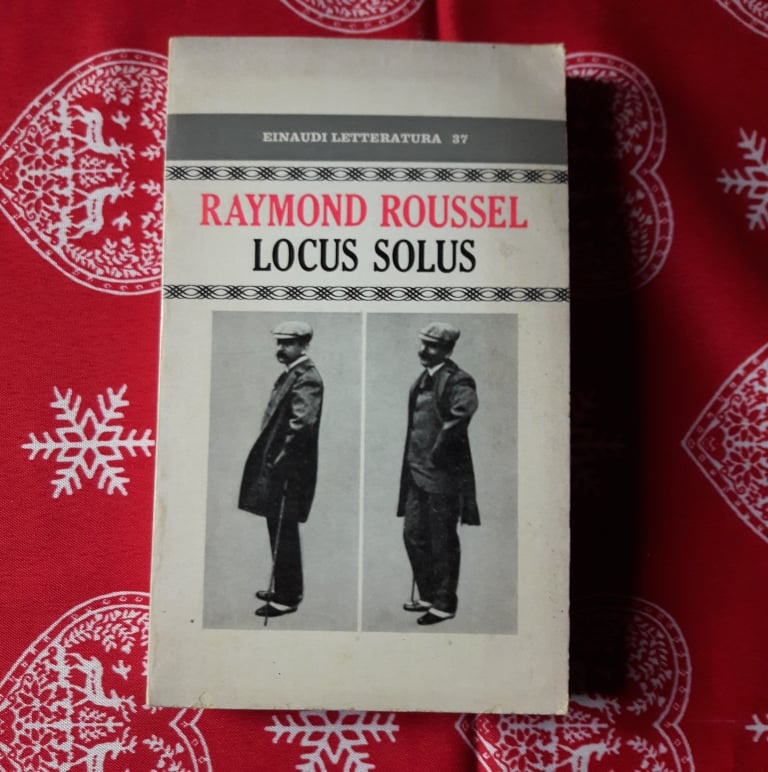 EINAUDI LETTERATURA 37
RAYMOND ROUSSEL
LOCUS SOLUS